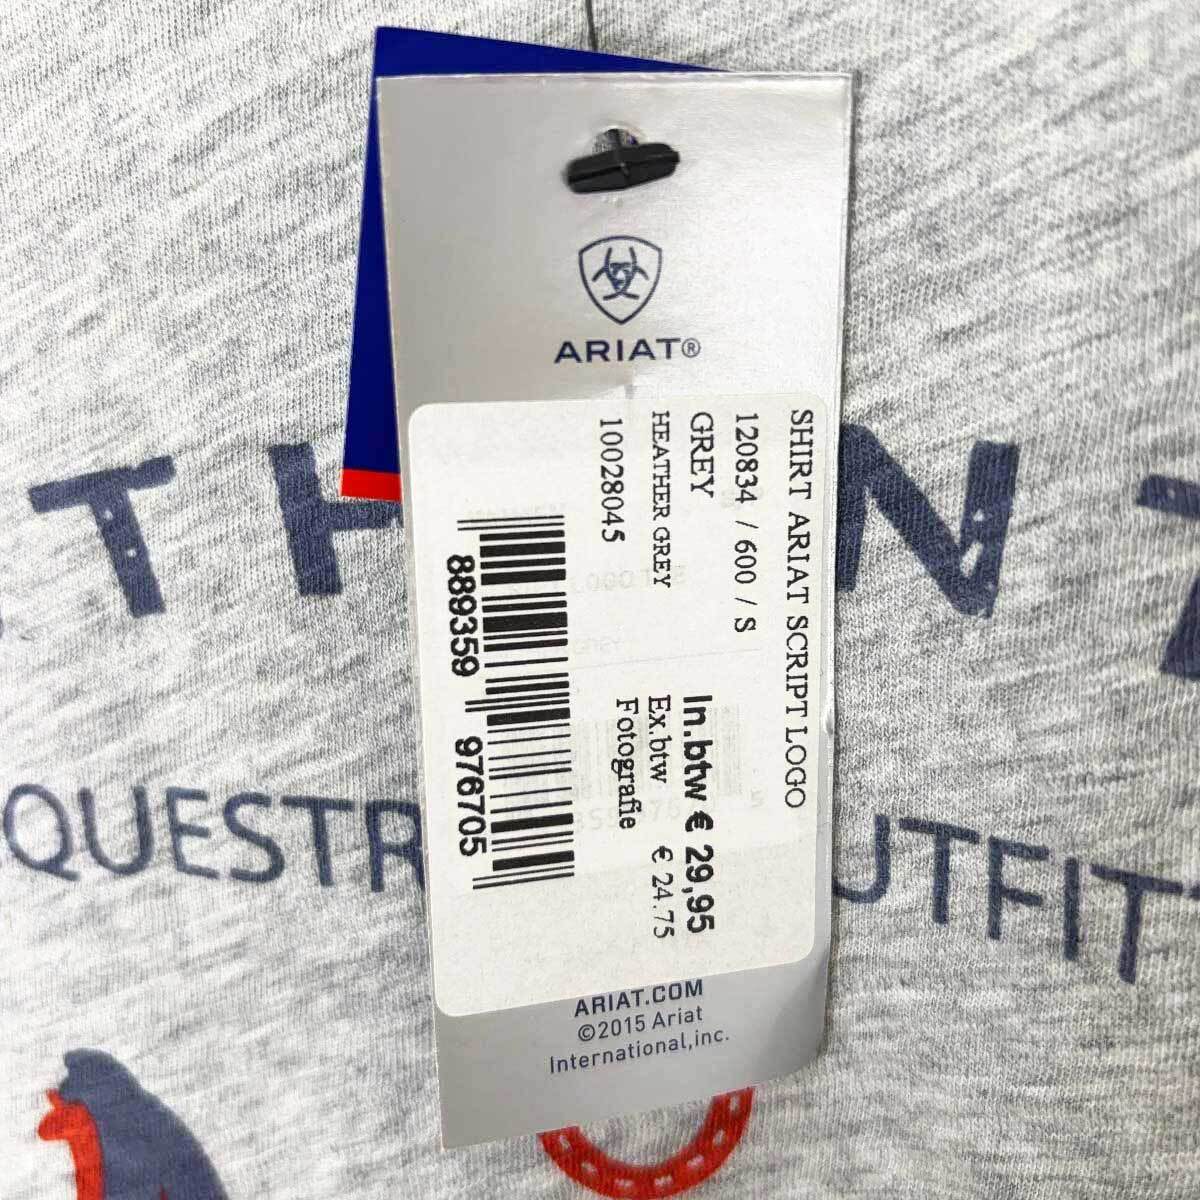 ARIAT®
SHIRT ARIAT SCRIPT LOGO
120834 / 600 / S
GREY
HEATHER GREY
10028045
In.btw € 29,95
Ex.btw € 24.75
Fotografie
889359 976705
ARIAT.COM
©2015 Ariat
International,inc.
TH N T
QUESTR UTFIT